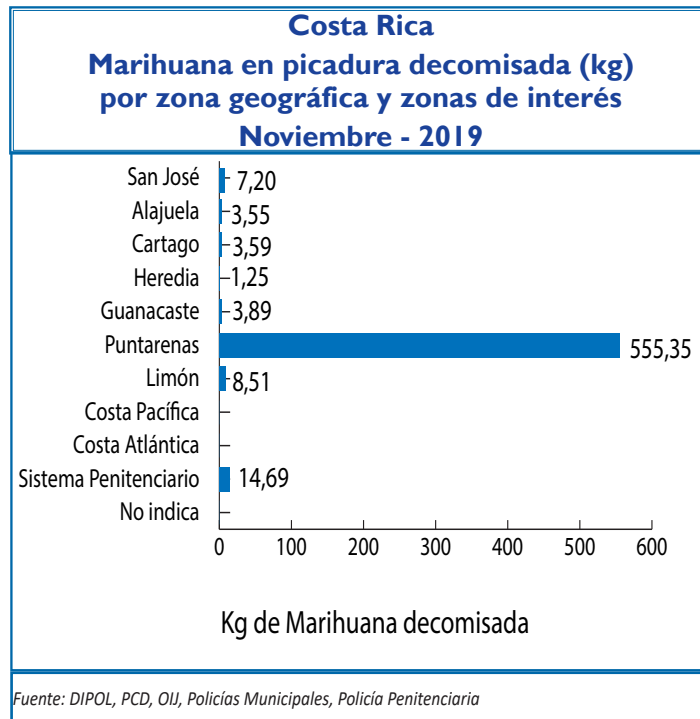 Costa Rica
Marihuana en picadura decomisada (kg)
por zona geográfica y zonas de interés
Noviembre - 2019
San José 7,20
Alajuela 3,55
Cartago 3,59
Heredia 1,25
Guanacaste 3,89
Puntarenas 555,35
Limón 8,51
Costa Pacífica
Costa Atlántica
Sistema Penitenciario 14,69
No indica
0 100 200 300 400 500 600
Kg de Marihuana decomisada
Fuente: DIPOL, PCD, OIJ, Policías Municipales, Policía Penitenciaria